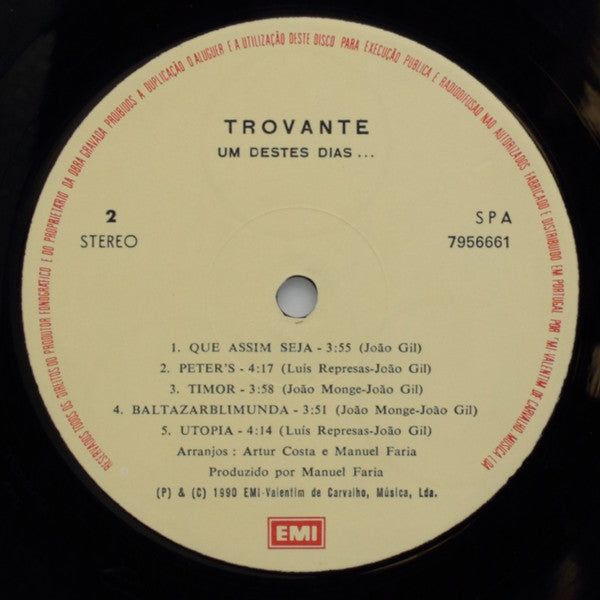 RESERVADOS TODOS OS DIREITOS DO PRODUTOR FONOGRÁFICO E DO PROPRIETÁRIO DA OBRA GRAVADA PROIBIDOS A DUPLICAÇÃO O ALUGUER E A UTILIZAÇÃO DESTE DISCO PARA EXECUÇÃO PUBLICA E RADIODIFUSÃO NAO AUTORIZADOS FABRICADO E DISTRIBUIDO EM PORTUGAL POR 'MI VALENTIM DE CARVALHO MÚSICA LDA
TROVANTE
UM DESTES DIAS...
2 SPA
STEREO 7956661
1. QUE ASSIM SEJA - 3:55 (João Gil)
2. PETER'S - 4:17 (Luís Represas-João Gil)
3. TIMOR - 3:58 (João Monge-João Gil)
4. BALTAZARBLIMUNDA - 3:51 (João Monge-João Gil)
5. UTOPIA - 4:14 (Luís Represas-João Gil)
Arranjos : Artur Costa e Manuel Faria
Produzido por Manuel Faria
(P) & (C) 1990 EMI-Valentim de Carvalho, Música, Lda.
EMI